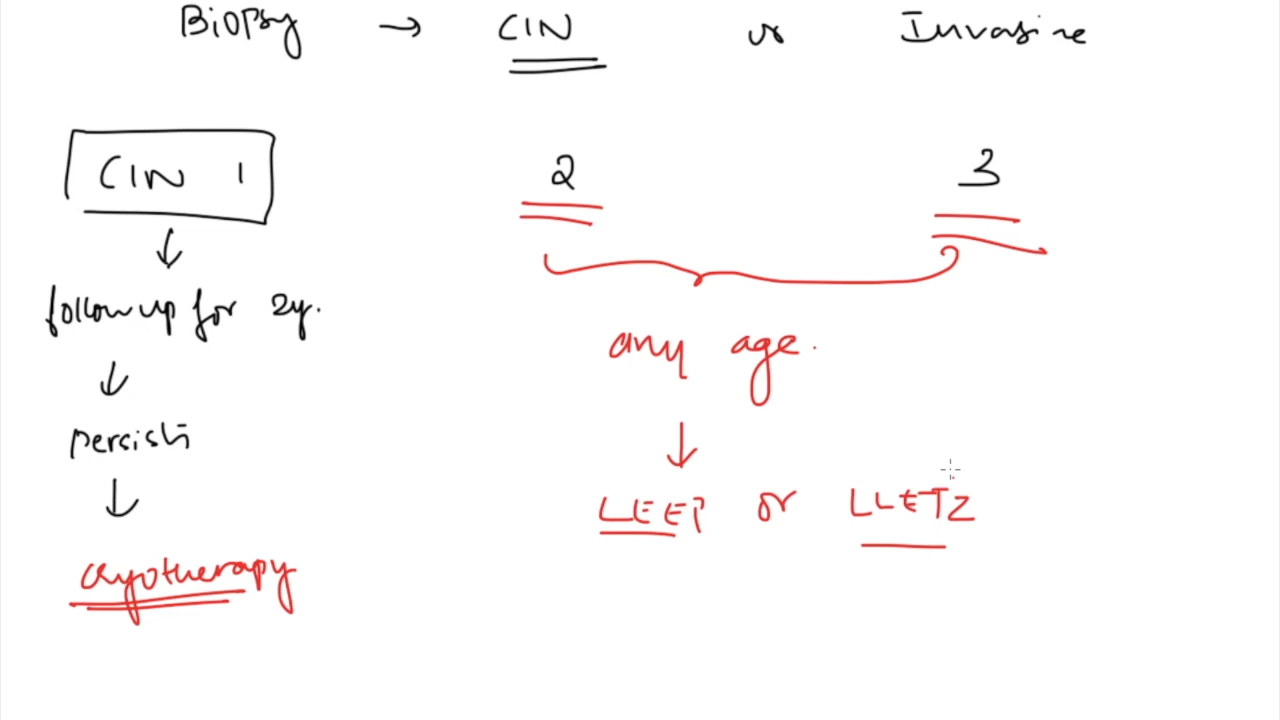 Biopsy → CIN vs Invasive
CIN 1 2 3
↓
follow up for 2y.
any age.
↓
↓
persists
↓
LEEP or LLETZ
cryotherapy